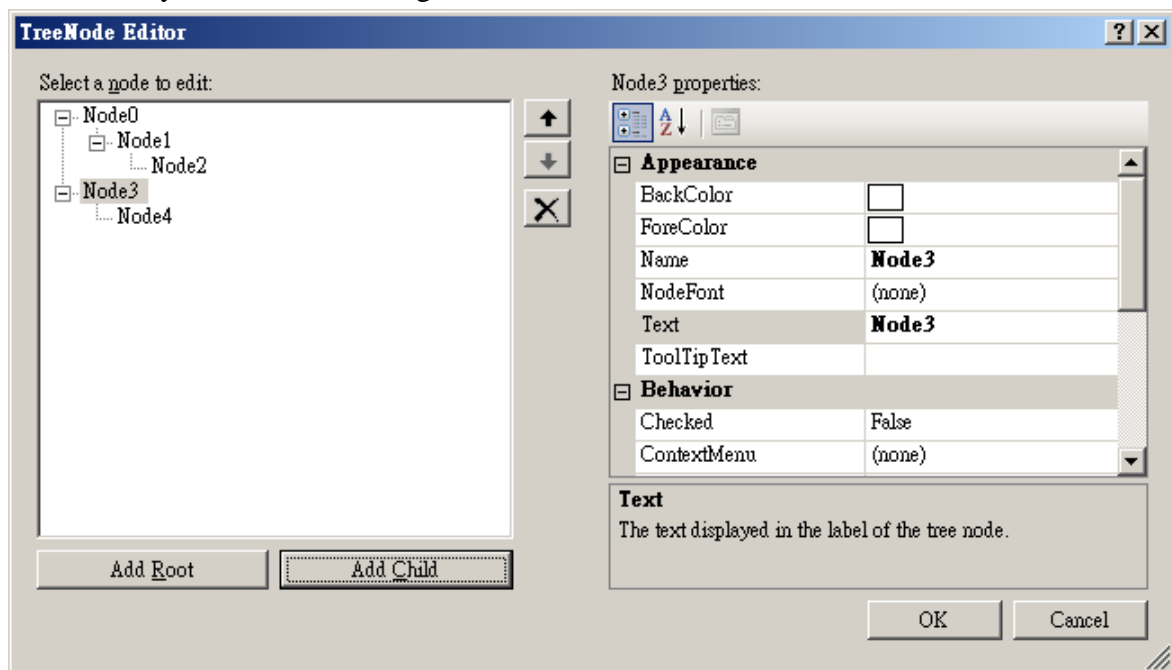 TreeNode Editor
Select a node to edit:
Node0
Node1
Node2
Node3
Node4
Add Root
Add Child
Node3 properties:
A
Z
Appearance
BackColor
ForeColor
Name Node3
NodeFont (none)
Text Node3
ToolTipText
Behavior
Checked False
ContextMenu (none)
Text
The text displayed in the label of the tree node.
OK
Cancel